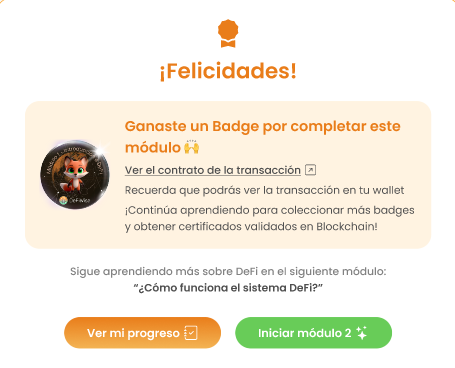 ¡Felicidades!
Ganaste un Badge por completar este
módulo 🙌
Ver el contrato de la transacción
Recuerda que podrás ver la transacción en tu wallet
¡Continúa aprendiendo para coleccionar más badges
y obtener certificados validados en Blockchain!
DeFiWise
Sigue aprendiendo más sobre DeFi en el siguiente módulo:
“¿Cómo funciona el sistema DeFi?”
Ver mi progreso
Iniciar módulo 2